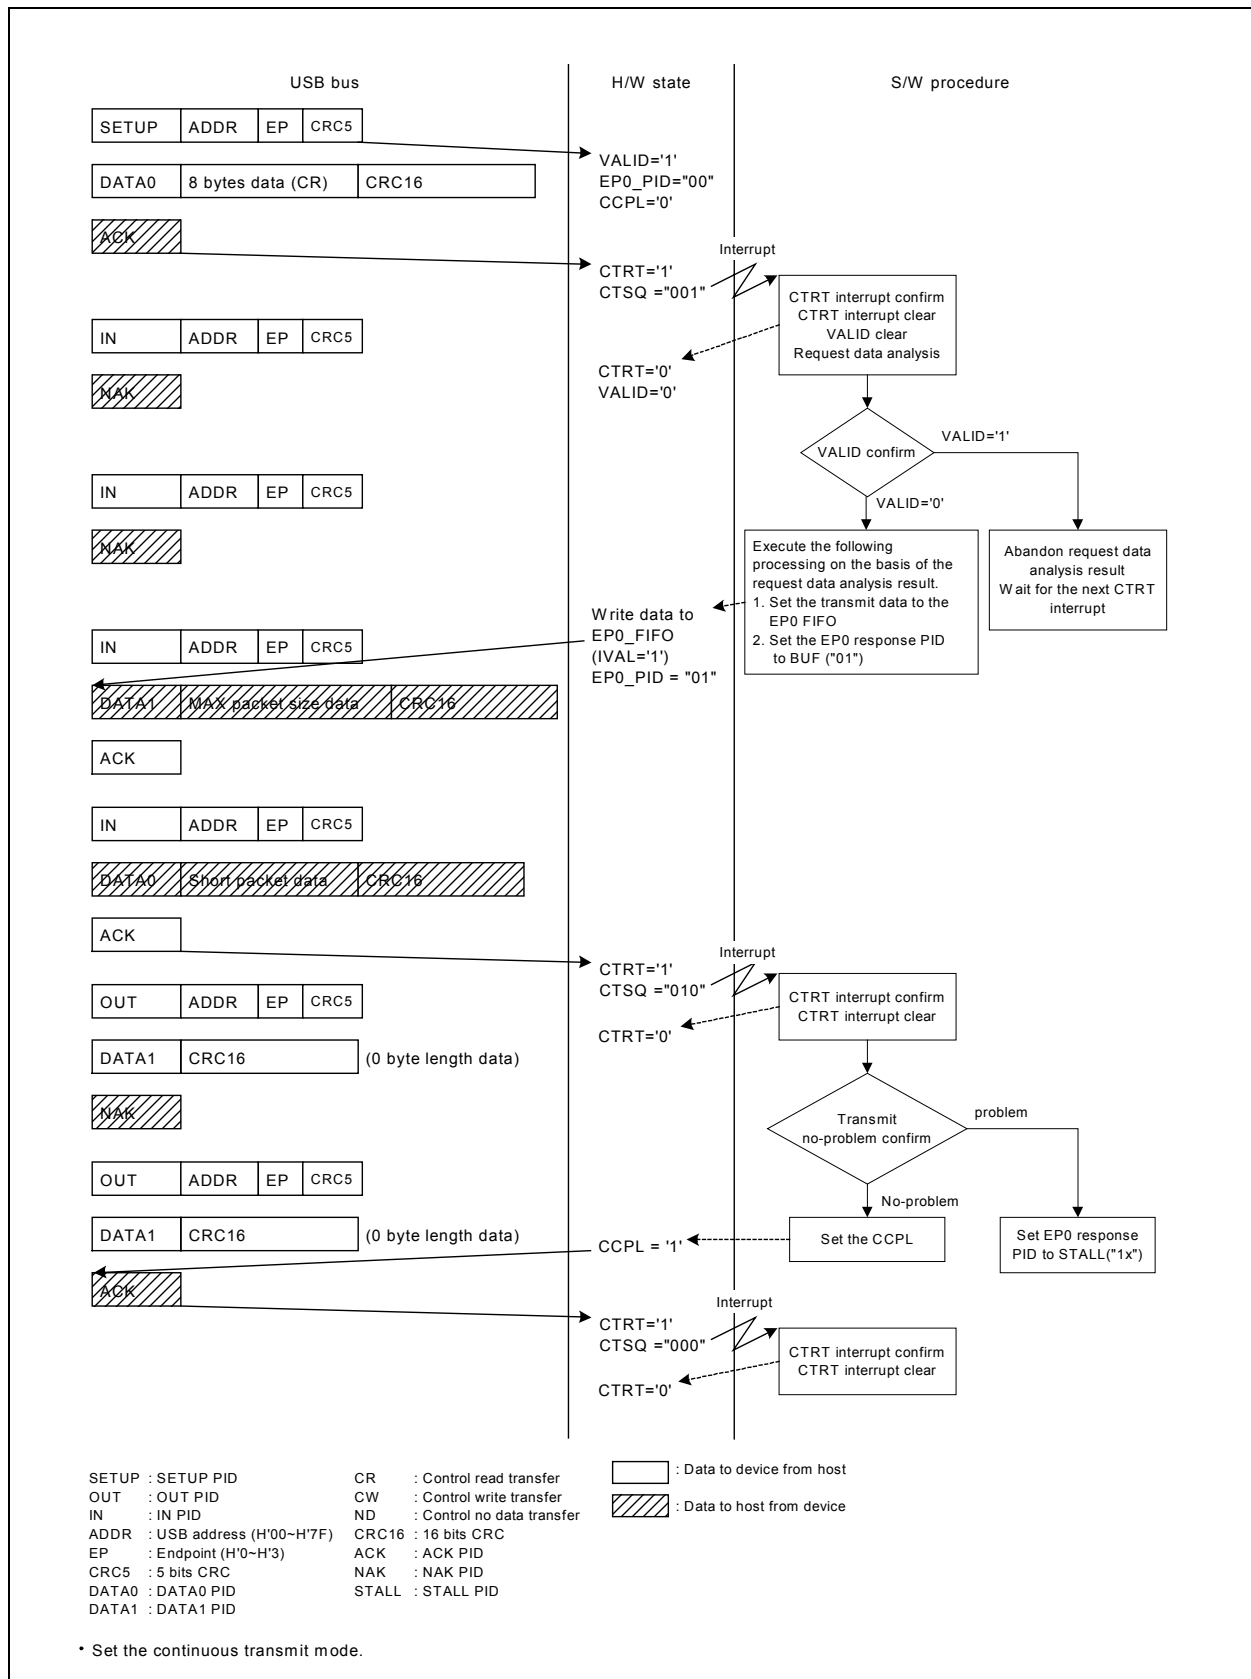 USB bus
H/W state
S/W procedure
SETUP ADDR EP CRC5
VALID='1'
EP0_PID="00"
CCPL='0'
DATA0 8 bytes data (CR) CRC16
ACK
Interrupt
CTRT='1'
CTSQ ="001"
CTRT interrupt confirm
CTRT interrupt clear
VALID clear
Request data analysis
IN ADDR EP CRC5
CTRT='0'
VALID='0'
NAK
VALID confirm
VALID='1'
VALID='0'
IN ADDR EP CRC5
NAK
Execute the following
processing on the basis of the
request data analysis result.
1. Set the transmit data to the
EP0 FIFO
2. Set the EP0 response PID
to BUF ("01")
Abandon request data
analysis result
Wait for the next CTRT
interrupt
Write data to
EP0_FIFO
(IVAL='1')
EP0_PID = "01"
IN ADDR EP CRC5
DATA1 MAX packet size data CRC16
ACK
IN ADDR EP CRC5
DATA0 Short packet data CRC16
ACK
Interrupt
CTRT='1'
CTSQ ="010"
CTRT interrupt confirm
CTRT interrupt clear
OUT ADDR EP CRC5
CTRT='0'
DATA1 CRC16 (0 byte length data)
NAK
Transmit
no-problem confirm
problem
No-problem
OUT ADDR EP CRC5
DATA1 CRC16 (0 byte length data)
CCPL = '1'
Set the CCPL
Set EP0 response
PID to STALL("1x")
ACK
Interrupt
CTRT='1'
CTSQ ="000"
CTRT interrupt confirm
CTRT interrupt clear
CTRT='0'
SETUP : SETUP PID
OUT : OUT PID
IN : IN PID
ADDR : USB address (H'00~H'7F)
EP : Endpoint (H'0~H'3)
CRC5 : 5 bits CRC
DATA0 : DATA0 PID
DATA1 : DATA1 PID
CR : Control read transfer
CW : Control write transfer
ND : Control no data transfer
CRC16 : 16 bits CRC
ACK : ACK PID
NAK : NAK PID
STALL : STALL PID
: Data to device from host
: Data to host from device
• Set the continuous transmit mode.